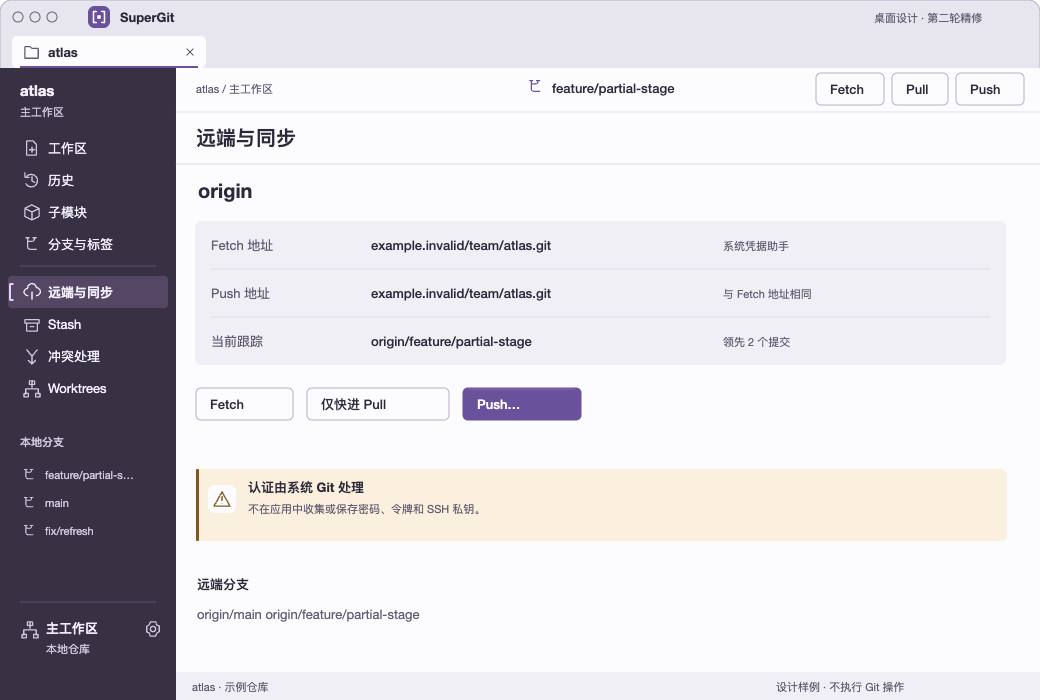 SuperGit
桌面设计 · 第二轮精修
atlas
atlas
主工作区
工作区
历史
子模块
分支与标签
远端与同步
Stash
冲突处理
Worktrees
本地分支
feature/partial-s...
main
fix/refresh
主工作区
本地仓库
atlas / 主工作区
feature/partial-stage
Fetch
Pull
Push
远端与同步
origin
Fetch 地址 example.invalid/team/atlas.git 系统凭据助手
Push 地址 example.invalid/team/atlas.git 与 Fetch 地址相同
当前跟踪 origin/feature/partial-stage 领先 2 个提交
Fetch
仅快进 Pull
Push...
认证由系统 Git 处理
不在应用中收集或保存密码、令牌和 SSH 私钥。
远端分支
origin/main origin/feature/partial-stage
atlas · 示例仓库
设计样例 · 不执行 Git 操作